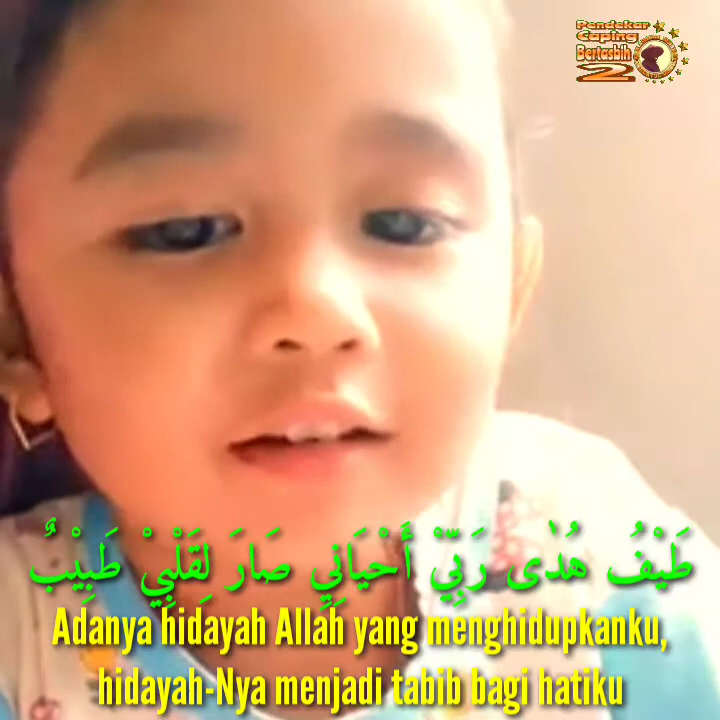 Pendekar
Caping
Bertasbih
2
طَيْفُ هُدٰى رَبِّيْ أَحْيَانِي صَارَ لِقَلْبِيْ طَبِيْبٌ
Adanya hidayah Allah yang menghidupkanku,
hidayah-Nya menjadi tabib bagi hatiku